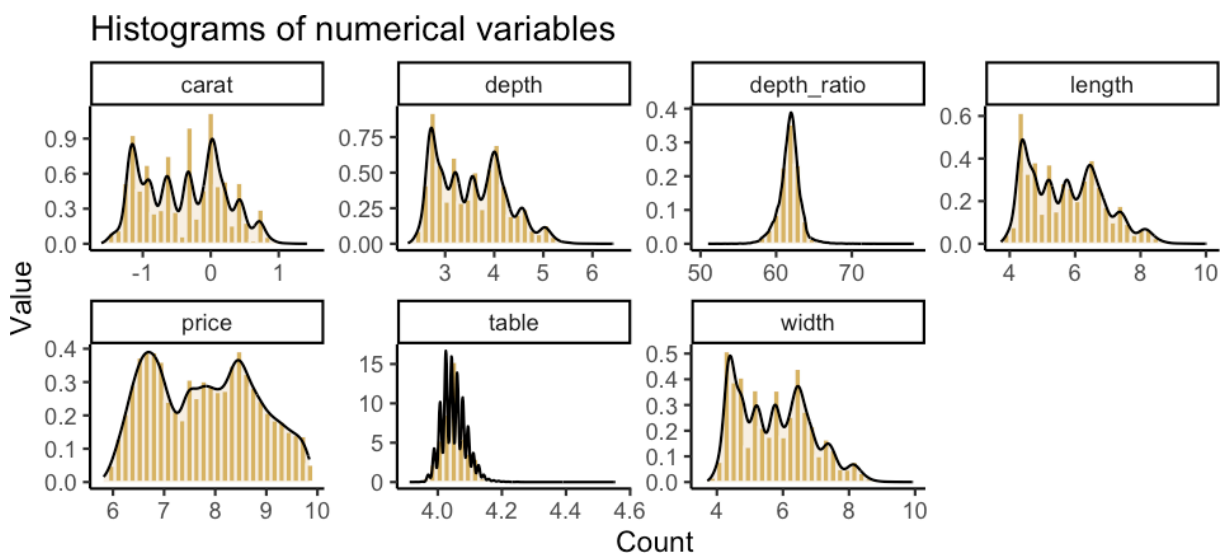 Histograms of numerical variables
carat
depth
depth_ratio
length
0.9
0.6
0.3
0.0
-1 0 1
0.75
0.50
0.25
0.00
3 4 5 6
0.4
0.3
0.2
0.1
0.0
50 60 70
0.6
0.4
0.2
0.0
4 6 8 10
Value
price
table
width
0.4
0.3
0.2
0.1
0.0
6 7 8 9 10
15
10
5
0
4.0 4.2 4.4 4.6
0.5
0.4
0.3
0.2
0.1
0.0
4 6 8 10
Count